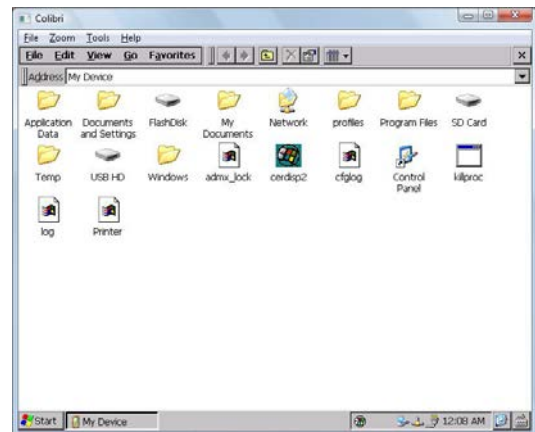 Colibri
File Zoom Tools Help
File Edit View Go Favorites
Address My Device
Application Data
Documents and Settings
FlashDisk
My Documents
Network
profiles
Program Files
SD Card
Temp
USB HD
Windows
admx_lock
cerdisp2
cfglog
Control Panel
killproc
log
Printer
Start
My Device
12:08 AM